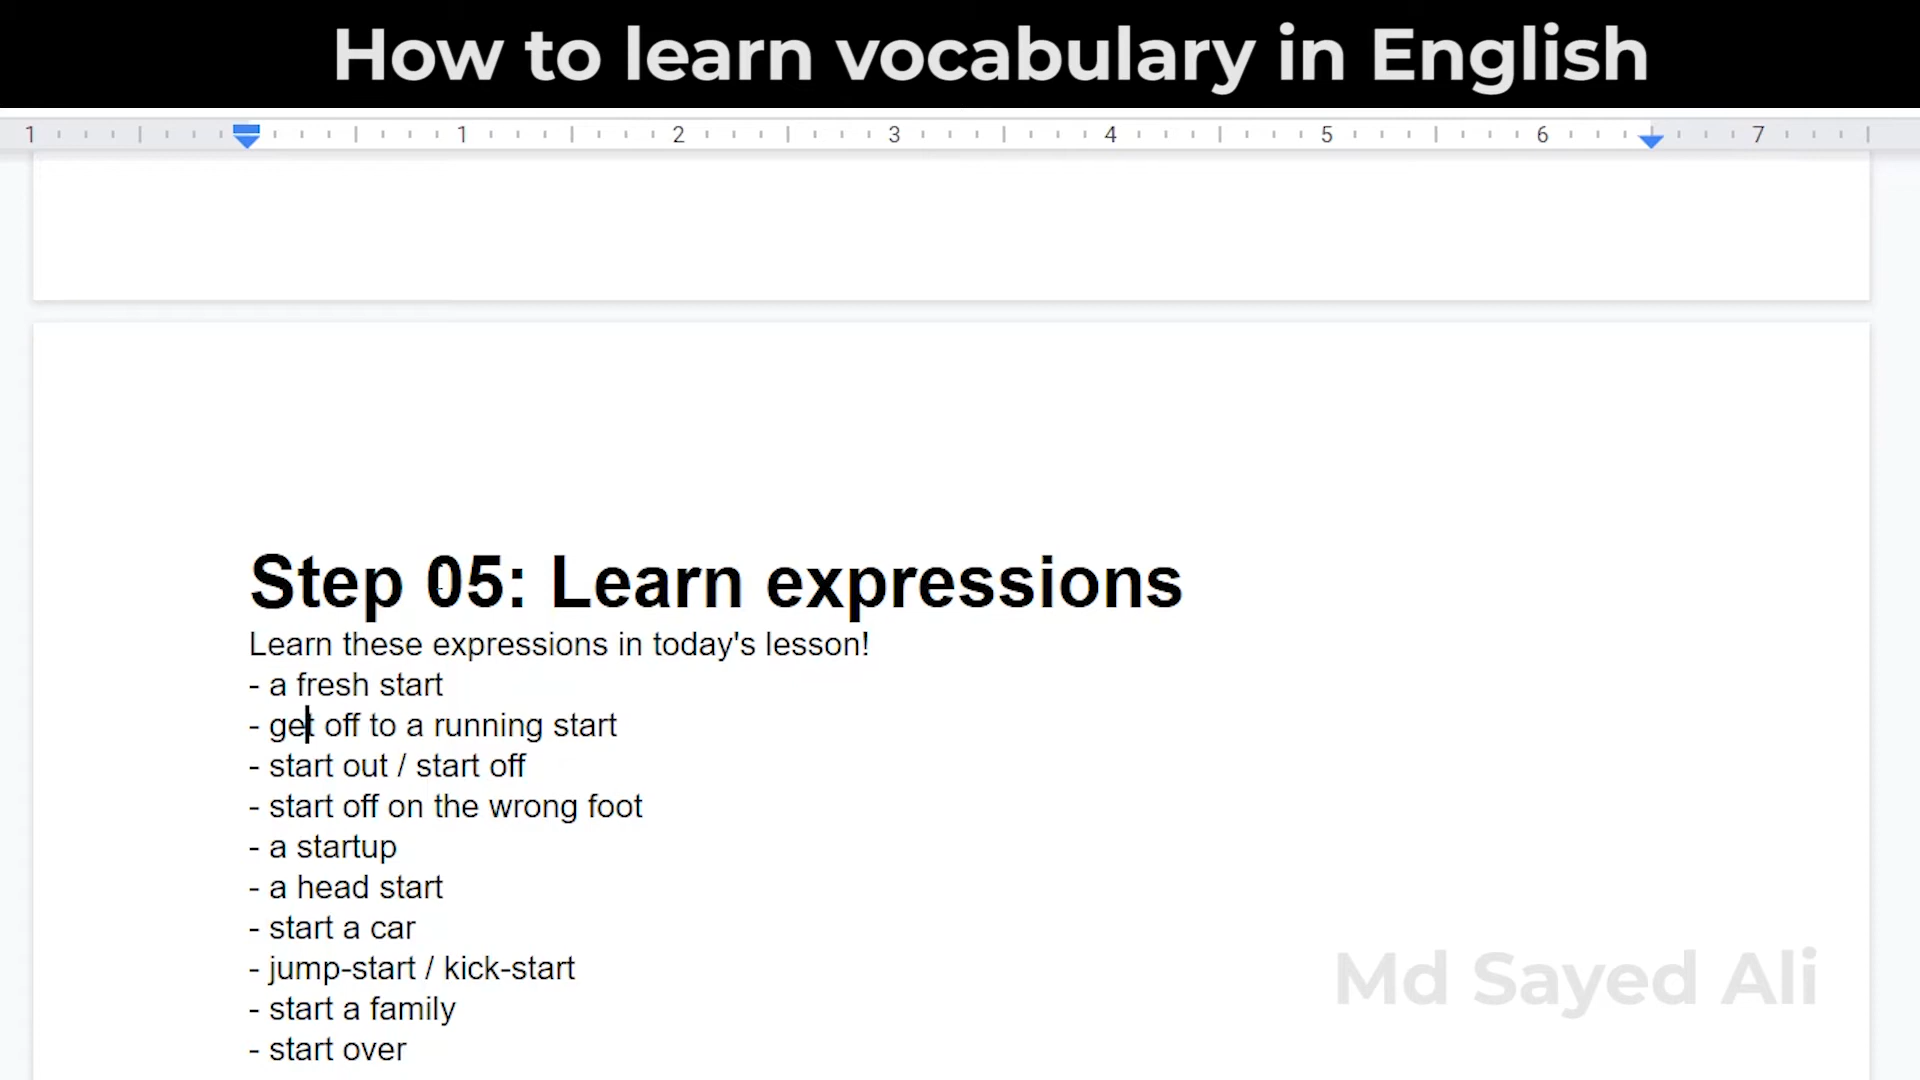 How to learn vocabulary in English
1 1 2 3 4 5 6 7
Step 05: Learn expressions
Learn these expressions in today's lesson!
- a fresh start
- get off to a running start
- start out / start off
- start off on the wrong foot
- a startup
- a head start
- start a car
- jump-start / kick-start
- start a family
- start over
Md Sayed Ali